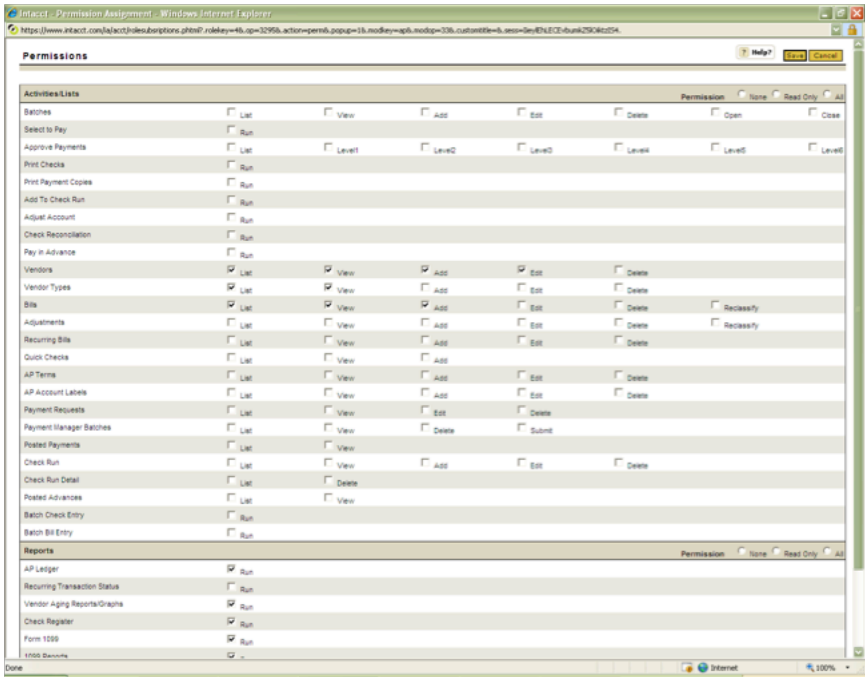 Intacct - Permission Assignment - Windows Internet Explorer
Permissions
Help?
Save Cancel
Activities/Lists Permission None Read Only All
Batches List View Add Edit Delete Open Close
Select to Pay Run
Approve Payments List Level1 Level2 Level3 Level4 Level5 Level6
Print Checks Run
Print Payment Copies Run
Add To Check Run Run
Adjust Account Run
Check Reconciliation Run
Pay in Advance Run
Vendors List View Add Edit Delete
Vendor Types List View Add Edit Delete
Bills List View Add Edit Delete Reclassify
Adjustments List View Add Edit Delete Reclassify
Recurring Bills List View Add Edit Delete
Quick Checks List View Add
AP Terms List View Add Edit Delete
AP Account Labels List View Add Edit Delete
Payment Requests List View Edit Delete
Payment Manager Batches List View Delete Submit
Posted Payments List View
Check Run List View Add Edit Delete
Check Run Detail List Delete
Posted Advances List View
Batch Check Entry Run
Batch Bill Entry Run
Reports Permission None Read Only All
AP Ledger Run
Recurring Transaction Status Run
Vendor Aging Reports/Graphs Run
Check Register Run
Form 1099 Run
1099 Reports
Done Internet 100%